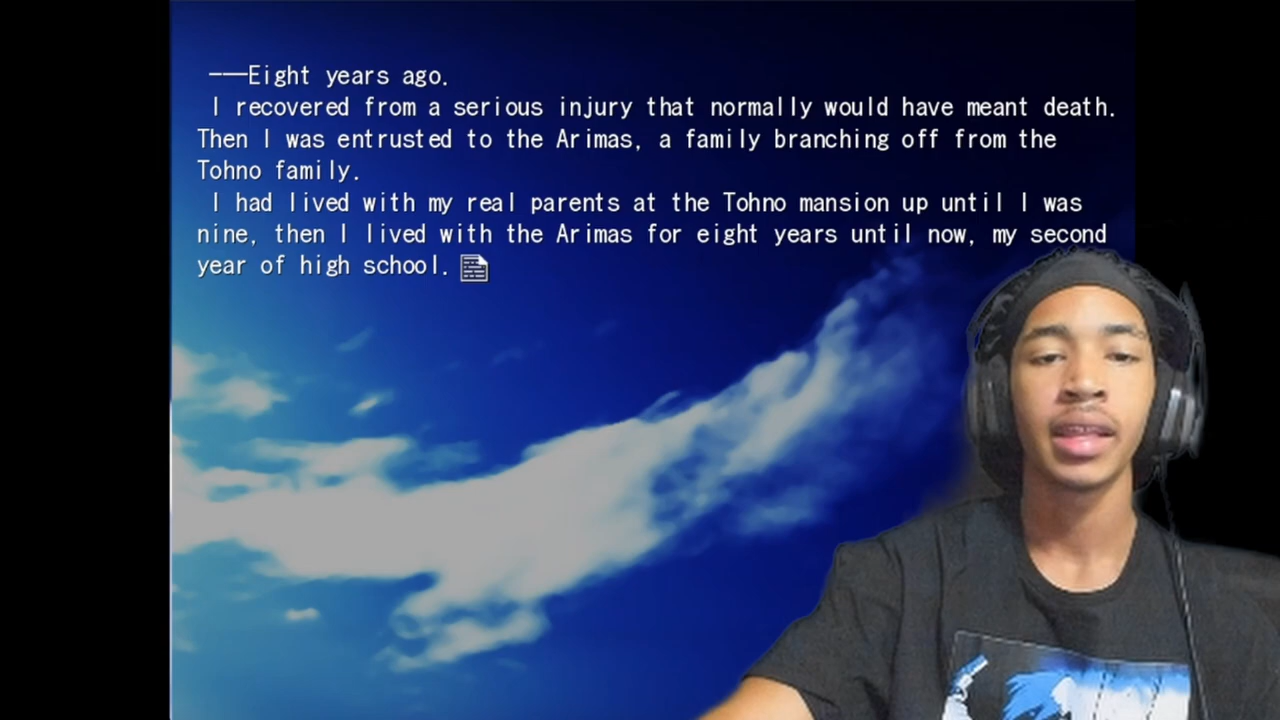 ——Eight years ago.
I recovered from a serious injury that normally would have meant death.
Then I was entrusted to the Arimas, a family branching off from the
Tohno family.
I had lived with my real parents at the Tohno mansion up until I was
nine, then I lived with the Arimas for eight years until now, my second
year of high school.